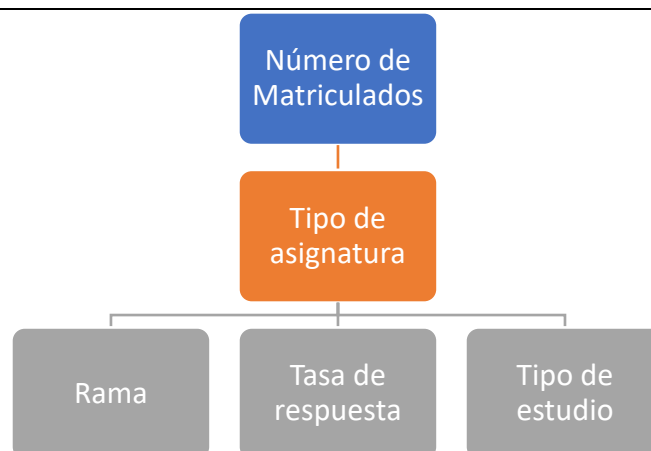 Número de
Matriculados
Tipo de
asignatura
Rama
Tasa de
respuesta
Tipo de
estudio